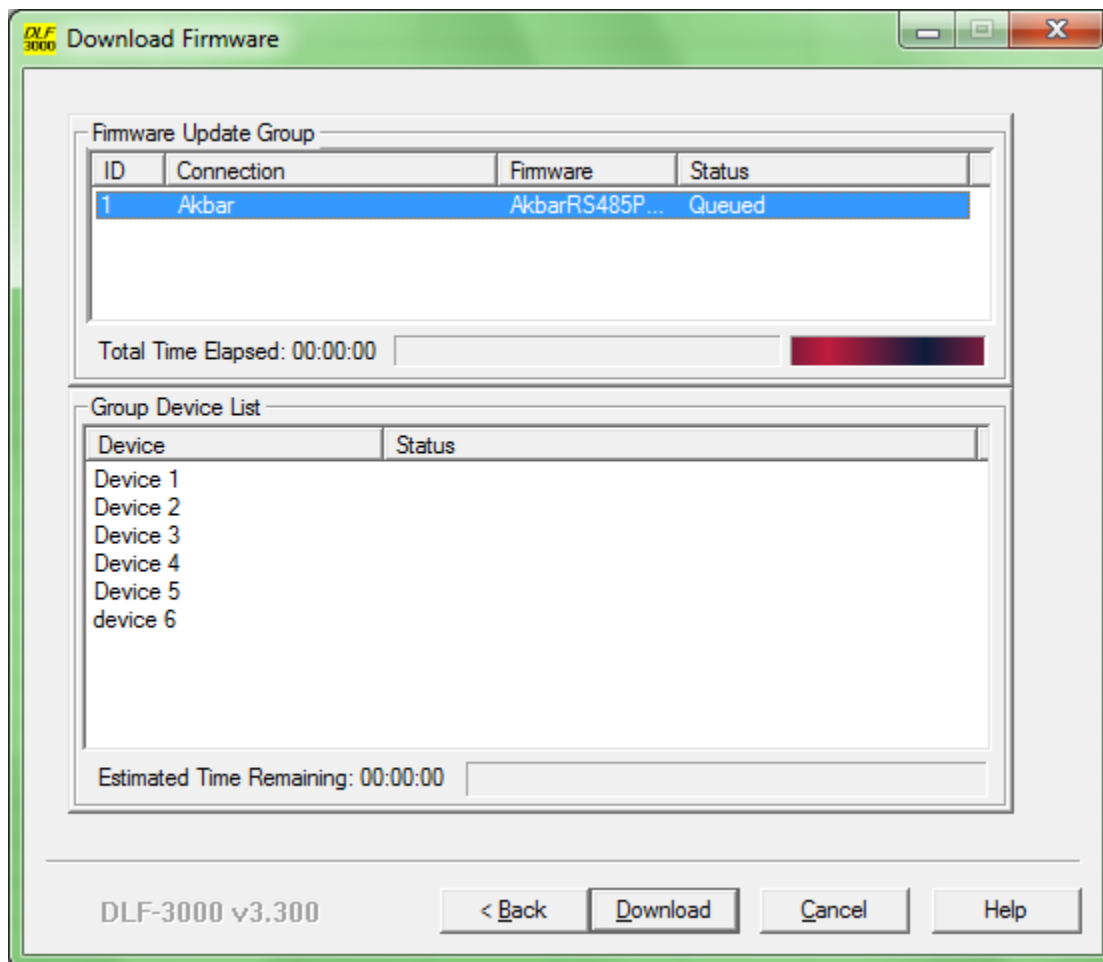 DLF 3000 Download Firmware
Firmware Update Group
ID Connection Firmware Status
1 Akbar AkbarRS485P... Queued
Total Time Elapsed: 00:00:00
Group Device List
Device Status
Device 1
Device 2
Device 3
Device 4
Device 5
device 6
Estimated Time Remaining: 00:00:00
DLF-3000 v3.300 < Back Download Cancel Help